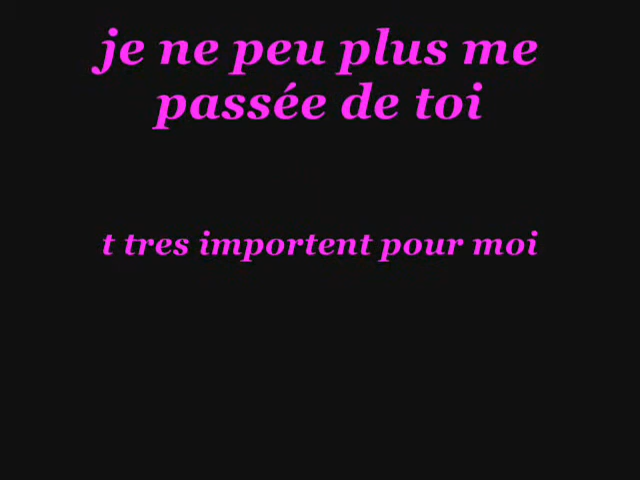 je ne peu plus me
passée de toi
t tres importent pour moi